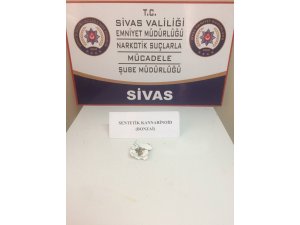 T.C.
SİVAS VALİLİĞİ
EMNİYET MÜDÜRLÜĞÜ
NARKOTİK SUÇLARLA
MÜCADELE
ŞUBE MÜDÜRLÜĞÜ
SİVAS
SENTETİK KANNABİNOİD
(BONZAİ)